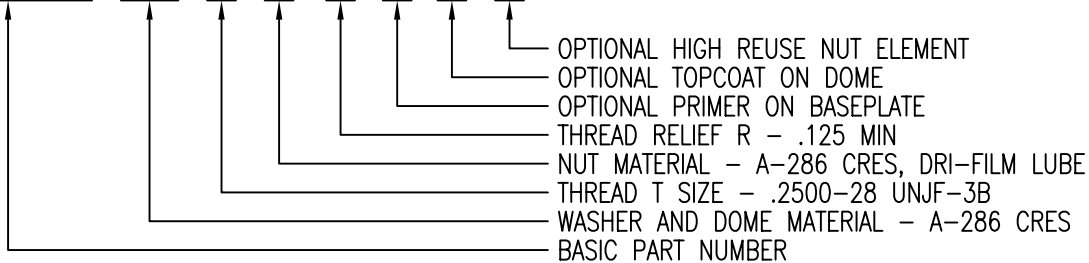 OPTIONAL HIGH REUSE NUT ELEMENT
OPTIONAL TOPCOAT ON DOME
OPTIONAL PRIMER ON BASEPLATE
THREAD RELIEF R – .125 MIN
NUT MATERIAL – A-286 CRES, DRI-FILM LUBE
THREAD T SIZE – .2500-28 UNJF-3B
WASHER AND DOME MATERIAL – A-286 CRES
BASIC PART NUMBER